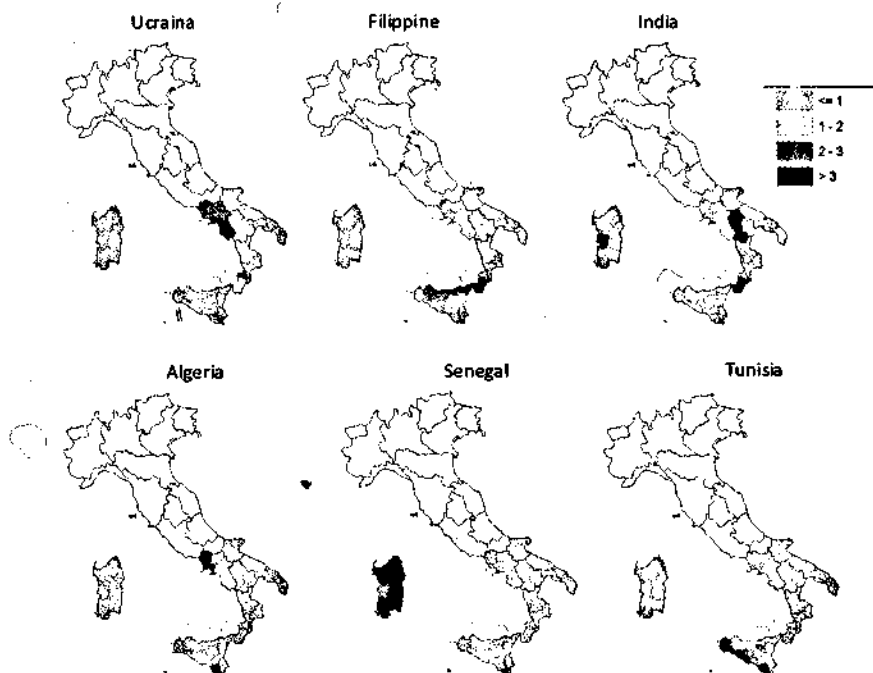 Ucraina
Filippine
India
<= 1
1 - 2
2 - 3
> 3
Algeria
Senegal
Tunisia